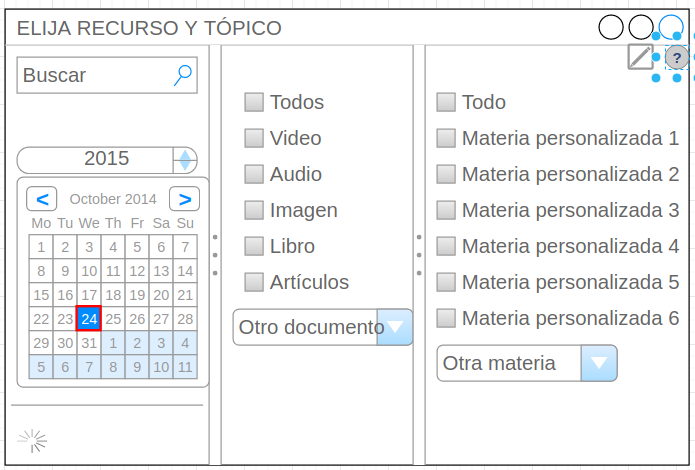 ELIJA RECURSO Y TÓPICO
?
Buscar
2015
< October 2014 >
Mo Tu We Th Fr Sa Su
1 2 3 4 5 6 7
8 9 10 11 12 13 14
15 16 17 18 19 20 21
22 23 24 25 26 27 28
29 30 31 1 2 3 4
5 6 7 8 9 10 11
Todos
Video
Audio
Imagen
Libro
Artículos
Otro documento
Todo
Materia personalizada 1
Materia personalizada 2
Materia personalizada 3
Materia personalizada 4
Materia personalizada 5
Materia personalizada 6
Otra materia